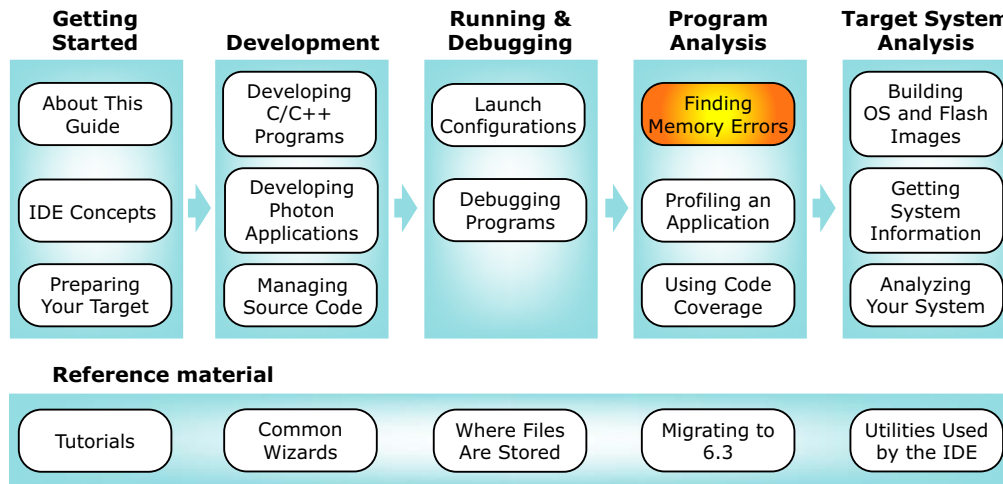 Getting
Started
About This
Guide
IDE Concepts
Preparing
Your Target
Development
Developing
C/C++
Programs
Developing
Photon
Applications
Managing
Source Code
Running &
Debugging
Launch
Configurations
Debugging
Programs
Program
Analysis
Finding
Memory Errors
Profiling an
Application
Using Code
Coverage
Target System
Analysis
Building
OS and Flash
Images
Getting
System
Information
Analyzing
Your System
Reference material
Tutorials
Common
Wizards
Where Files
Are Stored
Migrating to
6.3
Utilities Used
by the IDE